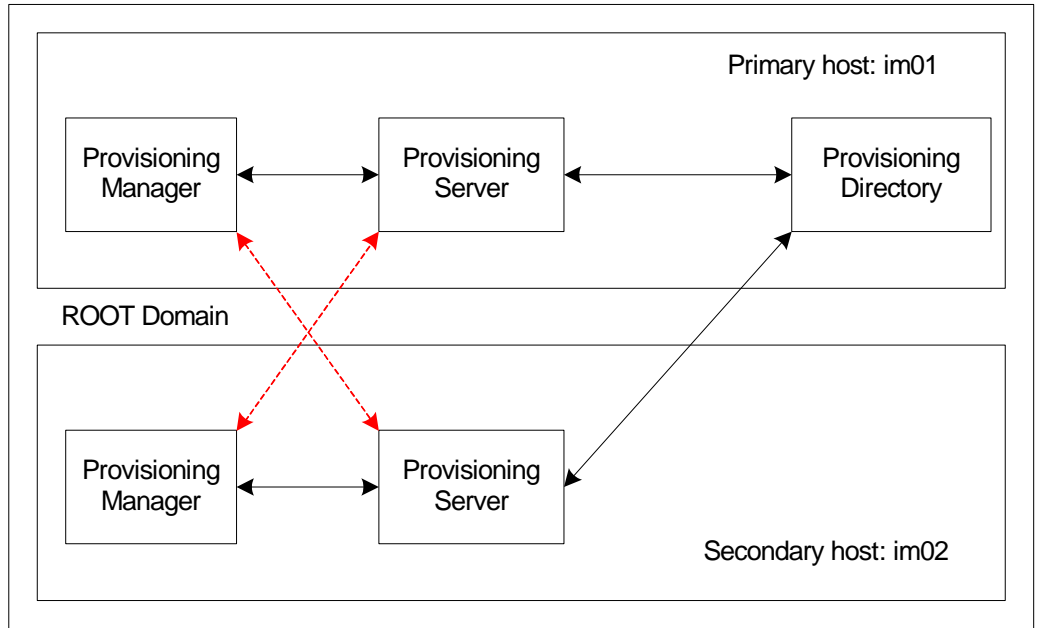 Primary host: im01
Provisioning
Manager
Provisioning
Server
Provisioning
Directory
ROOT Domain
Provisioning
Manager
Provisioning
Server
Secondary host: im02